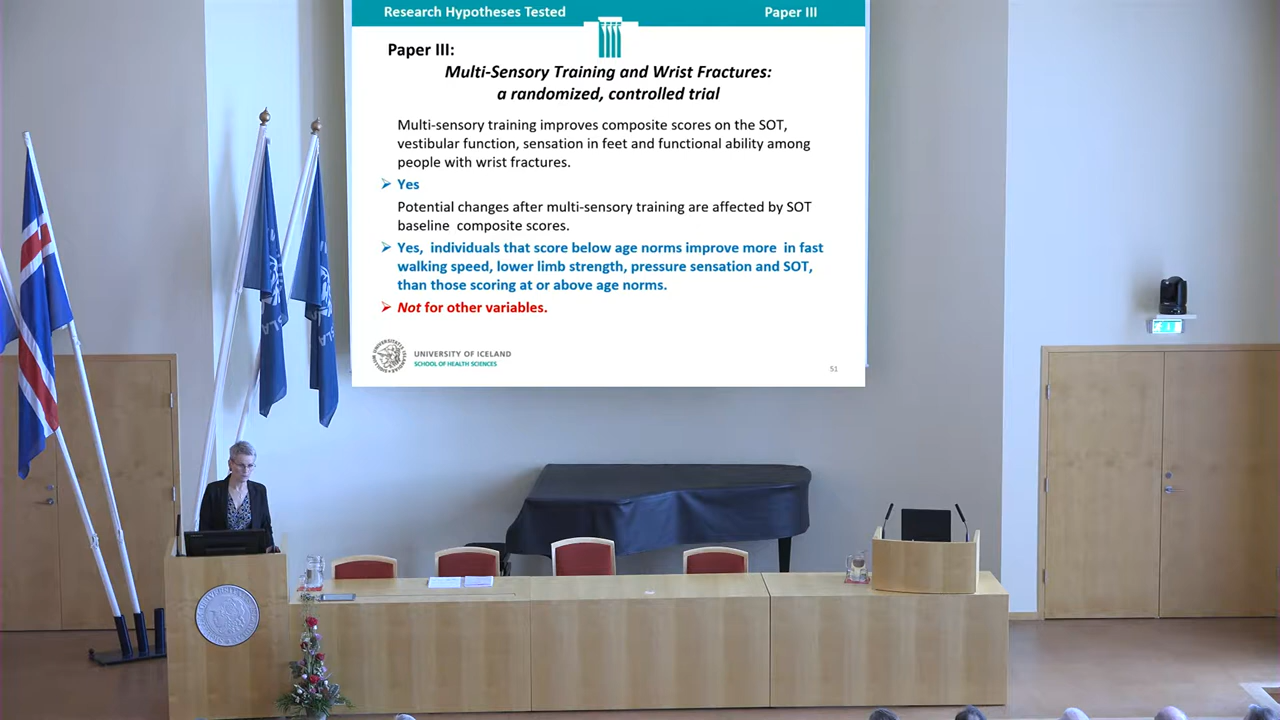 Research Hypotheses Tested
Paper III
Paper III:
Multi-Sensory Training and Wrist Fractures:
a randomized, controlled trial
Multi-sensory training improves composite scores on the SOT,
vestibular function, sensation in feet and functional ability among
people with wrist fractures.
Yes
Potential changes after multi-sensory training are affected by SOT
baseline composite scores.
Yes, individuals that score below age norms improve more in fast
walking speed, lower limb strength, pressure sensation and SOT,
than those scoring at or above age norms.
Not for other variables.
UNIVERSITY OF ICELAND
SCHOOL OF HEALTH SCIENCES
51